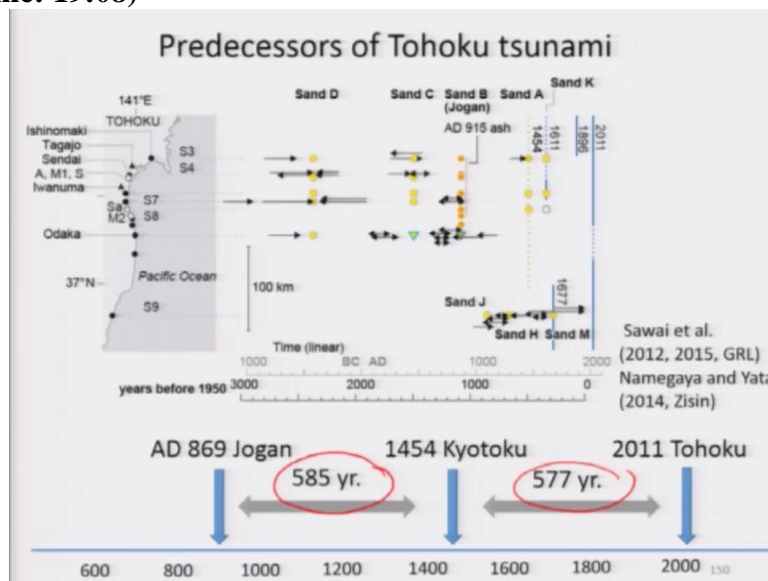 19:08)
Predecessors of Tohoku tsunami
141°E
TOHOKU
Ishinomaki
Tagajo
Sendai
A, M1, S
Iwanuma
Sa
M2
Odaka
37°N
Pacific Ocean
S3
S4
S7
S8
S9
100 km
Sand D
Sand C
Sand B
(Jogan)
Sand A
Sand K
AD 915 ash
1454
1611
1896
2011
1677
Sand J
Sand H
Sand M
Time (linear)
1000
BC AD
1000
2000
years before 1950
3000
2000
1000
0
Sawai et al.
(2012, 2015, GRL)
Namegaya and Yata
(2014, Zisin)
AD 869 Jogan
1454 Kyotoku
2011 Tohoku
585 yr.
577 yr.
600 800 1000 1200 1400 1600 1800 2000 150